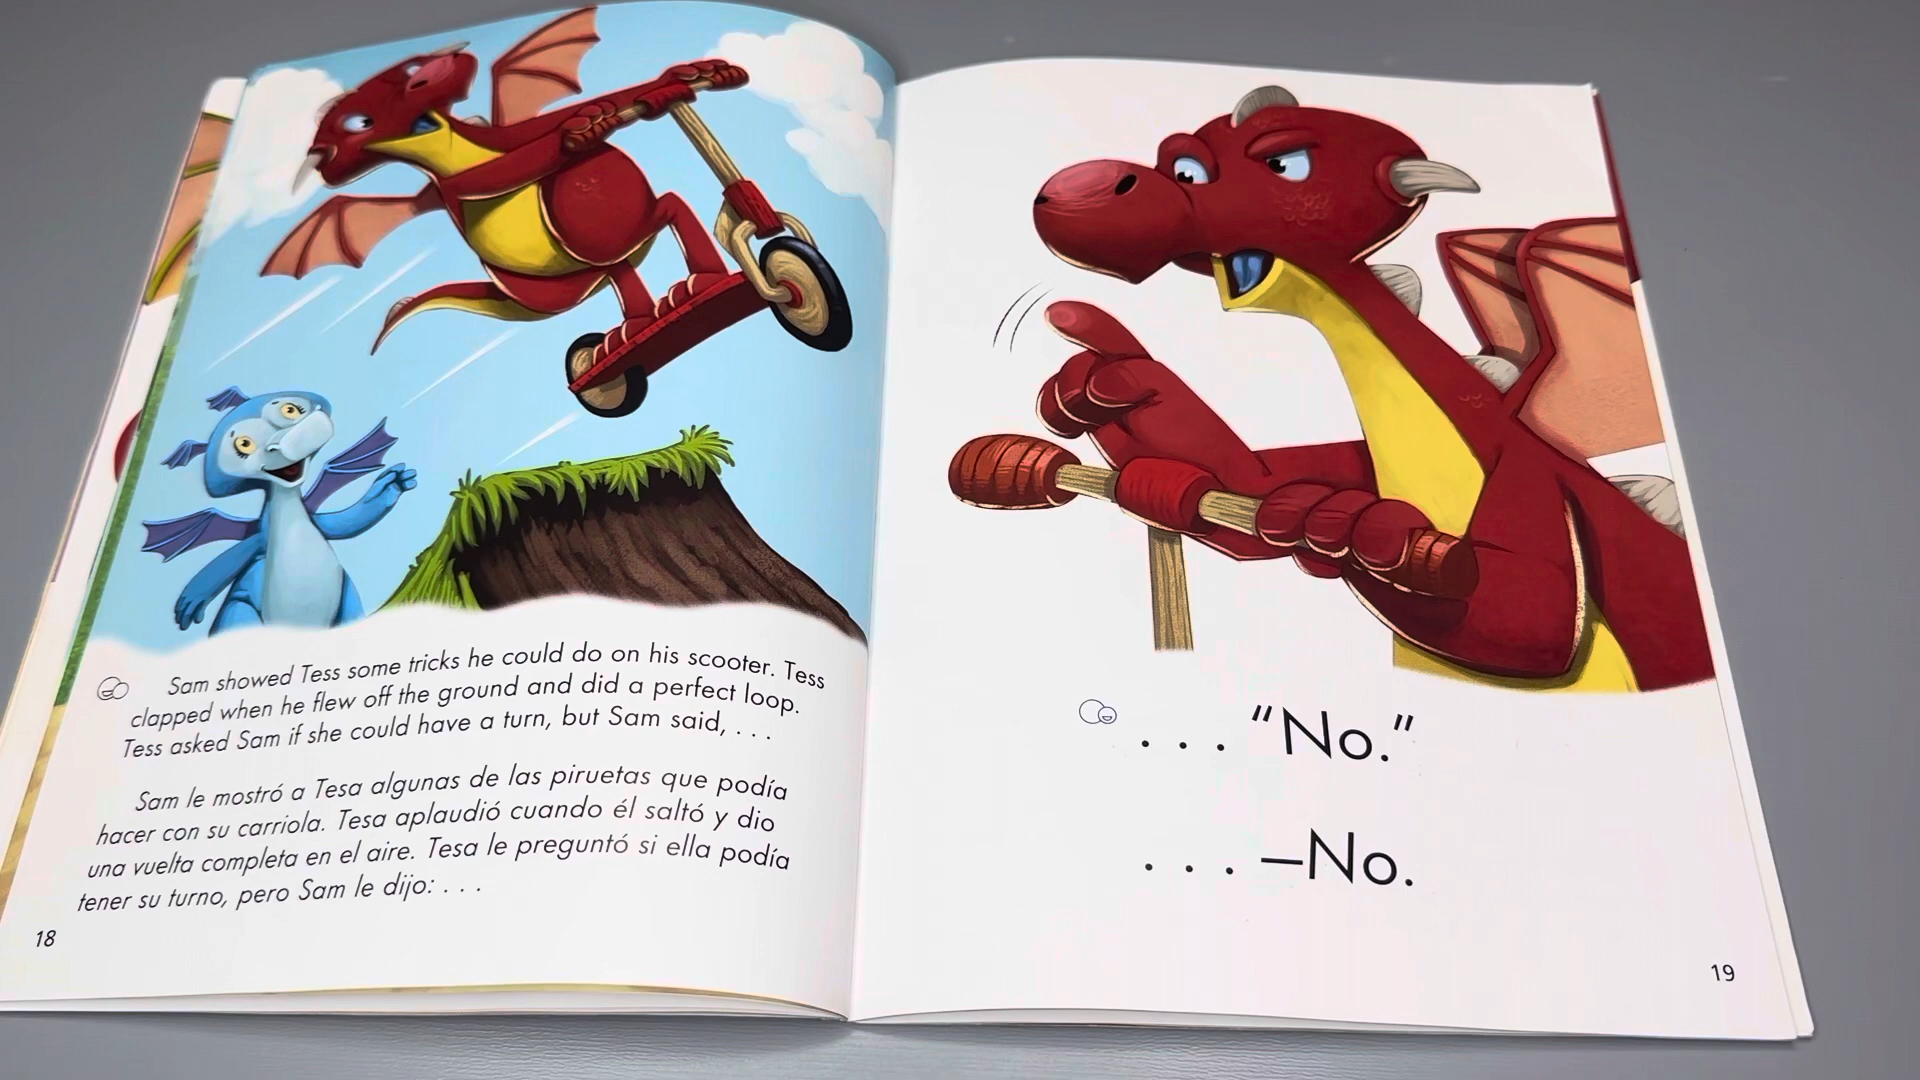 Sam showed Tess some tricks he could do on his scooter. Tess
clapped when he flew off the ground and did a perfect loop.
Tess asked Sam if she could have a turn, but Sam said, . . .
Sam le mostró a Tesa algunas de las piruetas que podía
hacer con su carriola. Tesa aplaudió cuando él saltó y dio
una vuelta completa en el aire. Tesa le preguntó si ella podía
tener su turno, pero Sam le dijo: . . .
18
. . . “No.”
. . . –No.
19